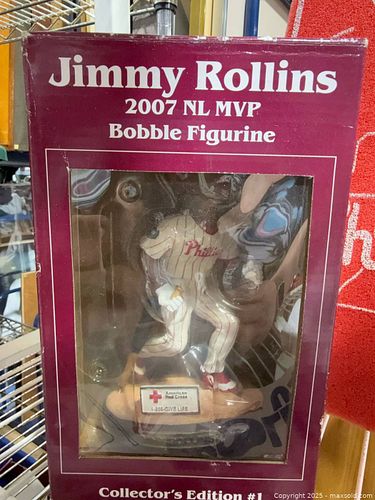 Jimmy Rollins
2007 NL MVP
Bobble Figurine
Phillies
American
Red Cross
1-800-GIVE LIFE
Collector's Edition #1
Copyright 2025 - maxsold.com